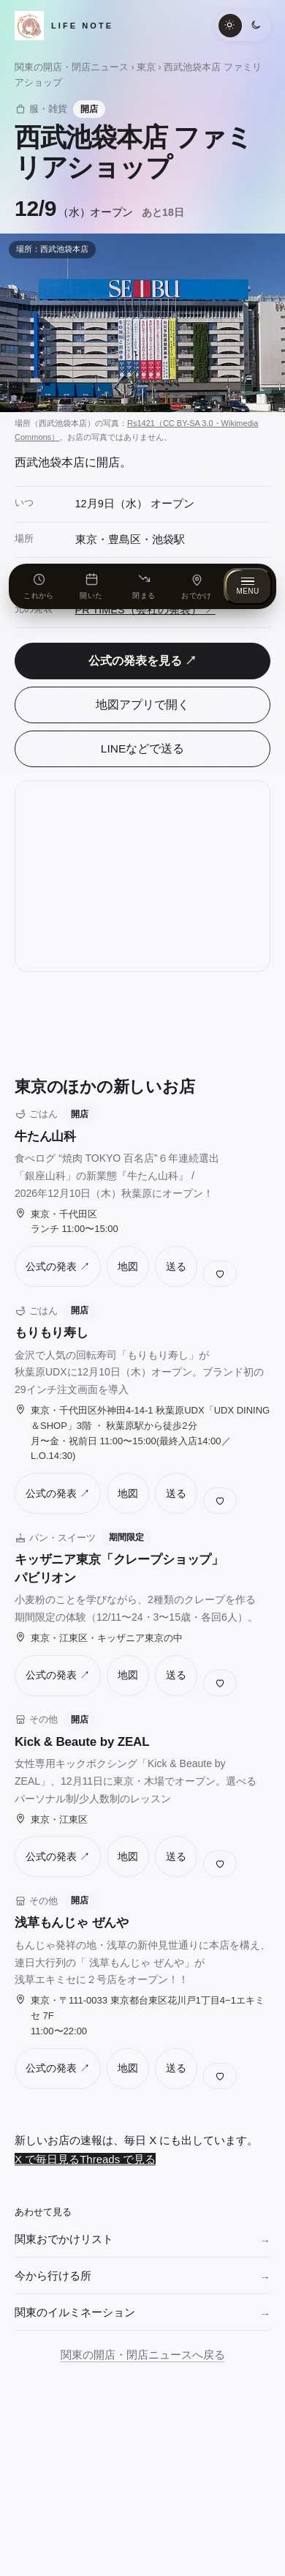 LIFE NOTE
関東の開店・閉店ニュース › 東京 › 西武池袋本店 ファミリ
アショップ
服・雑貨 開店
西武池袋本店 ファミ
リアショップ
12/9（水）オープン あと18日
場所：西武池袋本店
SEIBU
場所（西武池袋本店）の写真：Rs1421（CC BY-SA 3.0・Wikimedia
Commons）。お店の写真ではありません。
西武池袋本店に開店。
いつ 12月9日（水） オープン
場所 東京・豊島区・池袋駅
これから 開いた 閉まる おでかけ MENU
元の発表 PR TIMES（会社の発表） ↗
公式の発表を見る ↗
地図アプリで開く
LINEなどで送る
東京のほかの新しいお店
ごはん 開店
牛たん山科
食べログ “焼肉 TOKYO 百名店”６年連続選出
「銀座山科」の新業態『牛たん山科』 /
2026年12月10日（木）秋葉原にオープン！
東京・千代田区
ランチ 11:00〜15:00
公式の発表 ↗ 地図 送る
ごはん 開店
もりもり寿し
金沢で人気の回転寿司「もりもり寿し」が
秋葉原UDXに12月10日（木）オープン。ブランド初の
29インチ注文画面を導入
東京・千代田区外神田4-14-1 秋葉原UDX「UDX DINING
＆SHOP」3階 ・ 秋葉原駅から徒歩2分
月〜金・祝前日 11:00〜15:00(最終入店14:00／
L.O.14:30)
公式の発表 ↗ 地図 送る
パン・スイーツ 期間限定
キッザニア東京「クレープショップ」
パビリオン
小麦粉のことを学びながら、2種類のクレープを作る
期間限定の体験（12/11〜24・3〜15歳・各回6人）。
東京・江東区・キッザニア東京の中
公式の発表 ↗ 地図 送る
その他 開店
Kick & Beaute by ZEAL
女性専用キックボクシング「Kick & Beaute by
ZEAL」、12月11日に東京・木場でオープン。選べる
パーソナル制/少人数制のレッスン
東京・江東区
公式の発表 ↗ 地図 送る
その他 開店
浅草もんじゃ ぜんや
もんじゃ発祥の地・浅草の新仲見世通りに本店を構え、
連日大行列の「 浅草もんじゃ ぜんや」が
浅草エキミセに２号店をオープン！！
東京・〒111-0033 東京都台東区花川戸1丁目4−1エキミ
セ 7F
11:00〜22:00
公式の発表 ↗ 地図 送る
新しいお店の速報は、毎日 X にも出しています。
X で毎日見るThreads で見る
あわせて見る
関東おでかけリスト →
今から行ける所 →
関東のイルミネーション →
関東の開店・閉店ニュースへ戻る